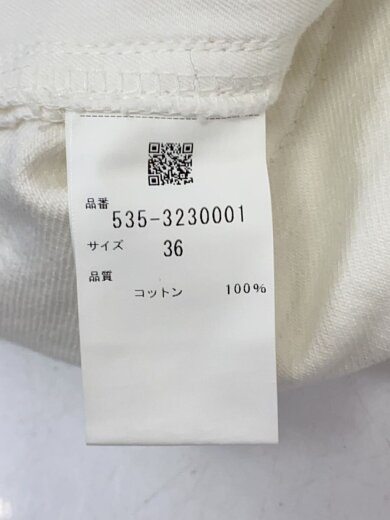 品番
535-3230001
サイズ 36
品質
コットン 100%